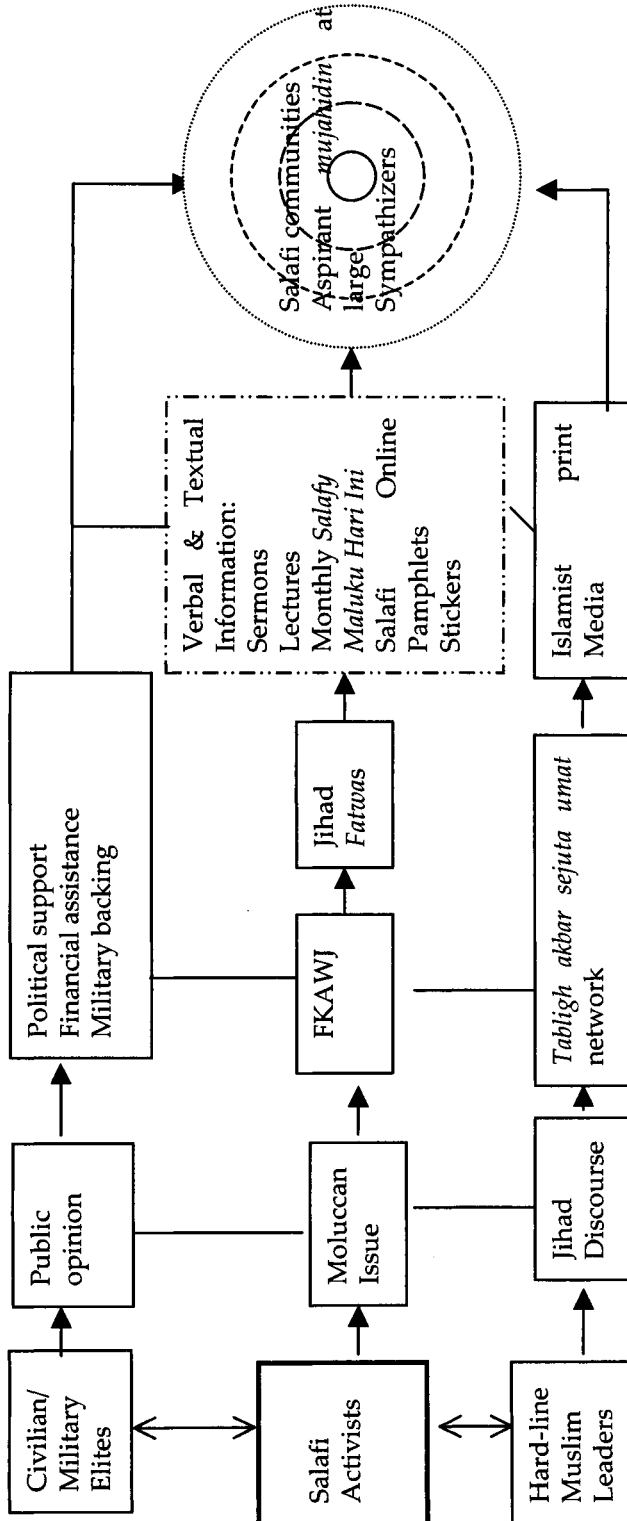 Civilian/
Military
Elites
Public
opinion
Political support
Financial assistance
Military backing
Salafi
Activists
Moluccan
Issue
FKAWJ
Jihad
Fatwas
Verbal & Textual
Information:
Sermons
Lectures
Monthly Salafy
Maluku Hari Ini
Salafi Online
Pamphlets
Stickers
Salafi communities
Aspirant mujahidin at
large
Sympathizers
Hard-line
Muslim
Leaders
Jihad
Discourse
Tabligh akbar sejuta umat
network
Islamist print
Media